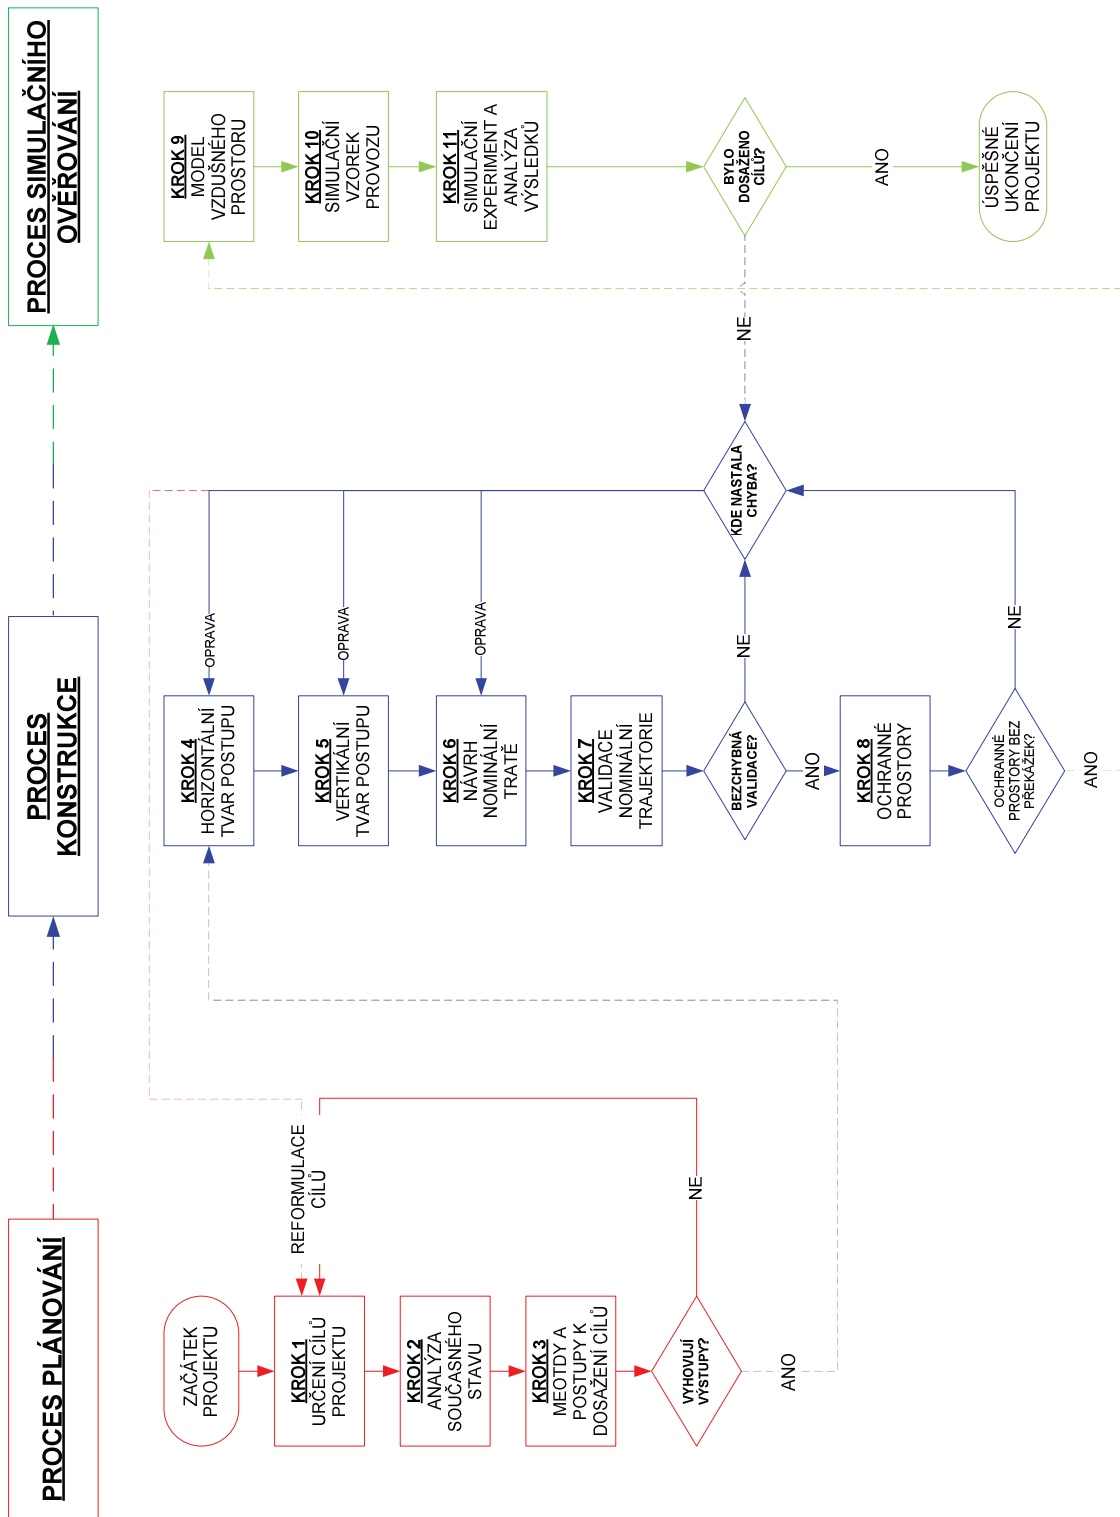 PROCES PLÁNOVÁNÍ
ZAČÁTEK
PROJEKTU
KROK 1
URČENÍ CÍLŮ
PROJEKTU
KROK 2
ANALÝZA
SOUČASNÉHO
STAVU
KROK 3
MEOTDY A
POSTUPY K
DOSAŽENÍ CÍLŮ
VYHOVUJÍ
VÝSTUPY?
ANO
NE
REFORMULACE
CÍLŮ
PROCES
KONSTRUKCE
KROK 4
HORIZONTÁLNÍ
TVAR POSTUPU
KROK 5
VERTIKÁLNÍ
TVAR POSTUPU
KROK 6
NÁVRH
NOMINÁLNÍ
TRATĚ
KROK 7
VALIDACE
NOMINÁLNÍ
TRAJEKTORIE
BEZCHYBNÁ
VALIDACE?
ANO
KROK 8
OCHRANNÉ
PROSTORY
OCHRANNÉ
PROSTORY BEZ
PŘEKÁŽEK?
ANO
OPRAVA
OPRAVA
OPRAVA
NE
NE
KDE NASTALA
CHYBA?
PROCES SIMULAČNÍHO
OVĚROVÁNÍ
KROK 9
MODEL
VZDUŠNÉHO
PROSTORU
KROK 10
SIMULAČNÍ
VZOREK
PROVOZU
KROK 11
SIMULAČNÍ
EXPERIMENT A
ANALÝZA
VÝSLEDKŮ
BYLO
DOSAŽENO
CÍLŮ?
NE
ANO
ÚSPĚŠNÉ
UKONČENÍ
PROJEKTU